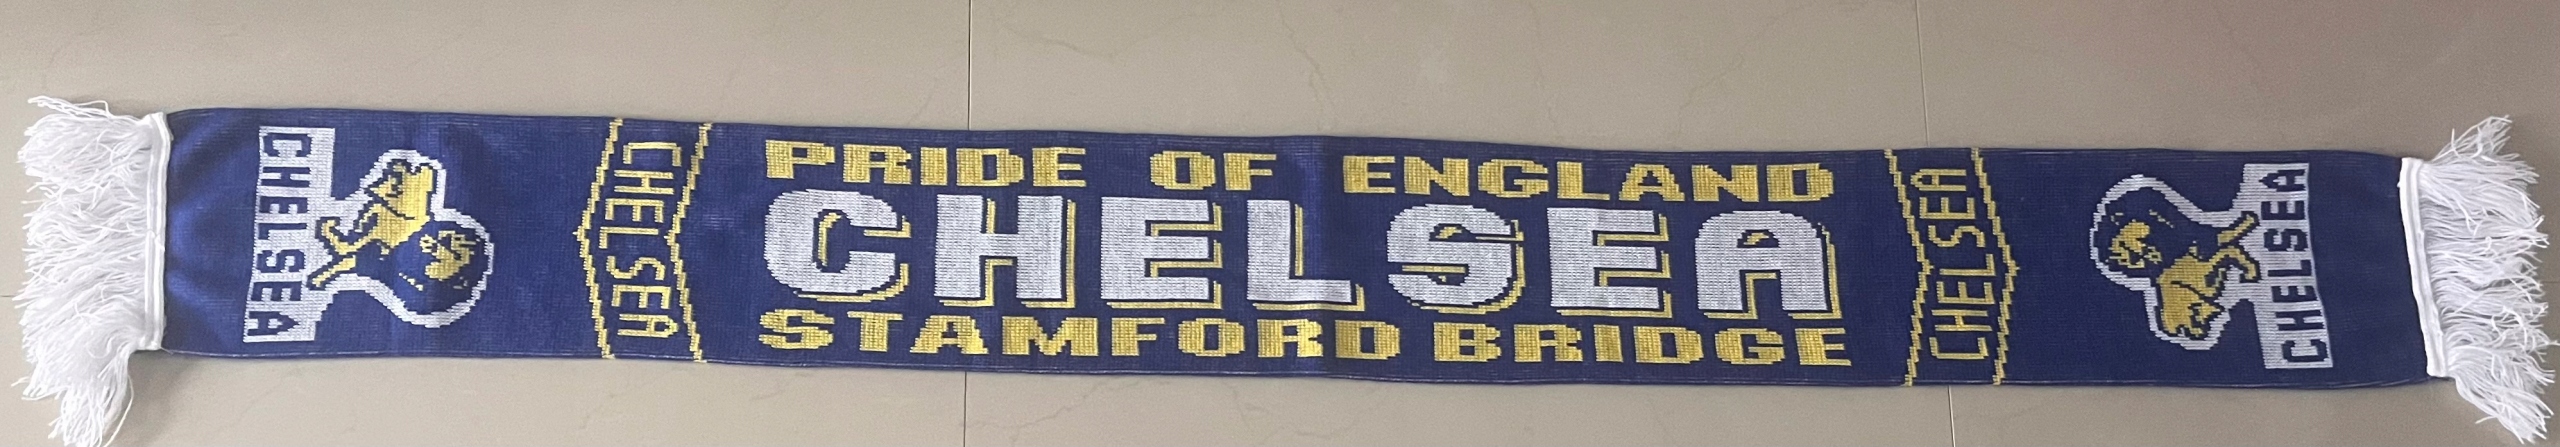 CHELSEA
CHELSEA
PRIDE OF ENGLAND
CHELSEA
STAMFORD BRIDGE
CHELSEA
CHELSEA